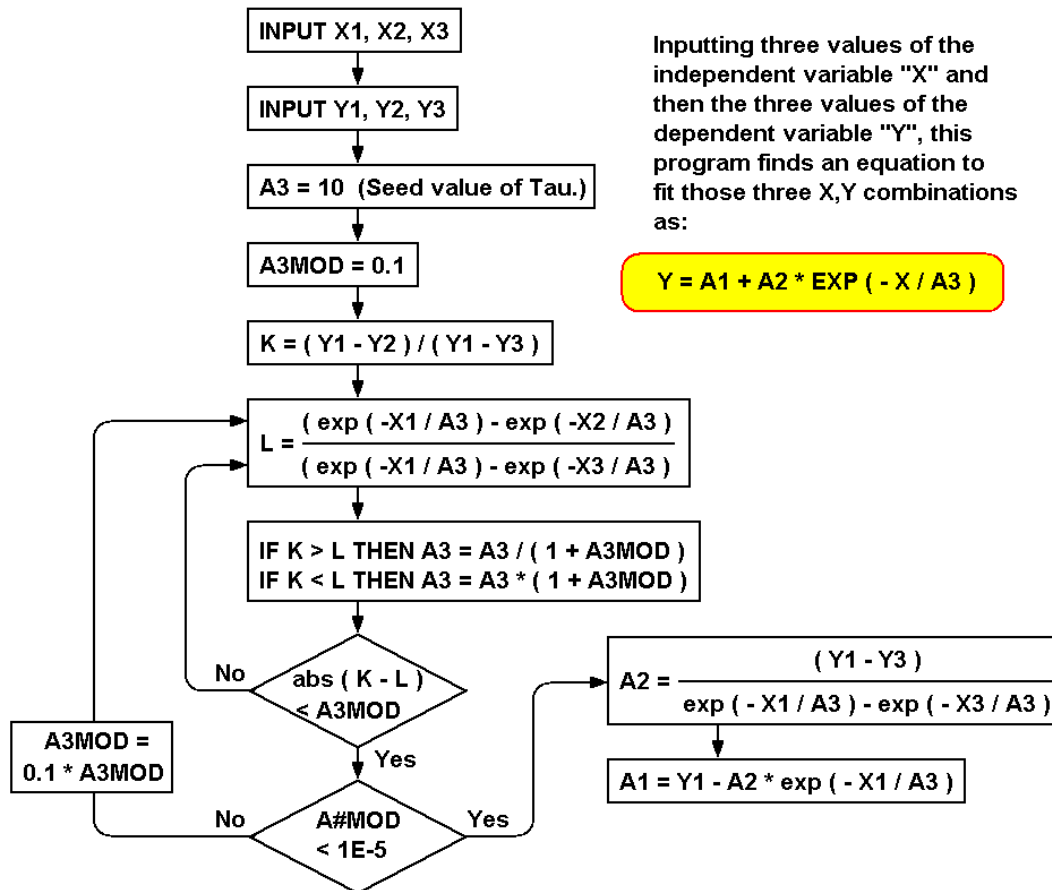 INPUT X1, X2, X3
INPUT Y1, Y2, Y3
A3 = 10 (Seed value of Tau.)
A3MOD = 0.1
K = ( Y1 - Y2 ) / ( Y1 - Y3 )
L = ( exp ( -X1 / A3 ) - exp ( -X2 / A3 )
( exp ( -X1 / A3 ) - exp ( -X3 / A3 )
IF K > L THEN A3 = A3 / ( 1 + A3MOD )
IF K < L THEN A3 = A3 * ( 1 + A3MOD )
No
abs ( K - L )
< A3MOD
Yes
A3MOD =
0.1 * A3MOD
No
A#MOD
< 1E-5
Yes
A2 = ( Y1 - Y3 )
exp ( - X1 / A3 ) - exp ( - X3 / A3 )
A1 = Y1 - A2 * exp ( - X1 / A3 )
Inputting three values of the
independent variable "X" and
then the three values of the
dependent variable "Y", this
program finds an equation to
fit those three X,Y combinations
as:
Y = A1 + A2 * EXP ( - X / A3 )